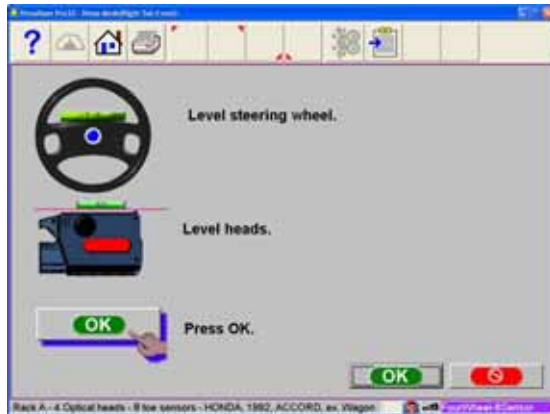 ?
Level steering wheel.
Level heads.
OK
Press OK.
OK
Rack A - 4 Optical heads - 8 toe sensors - HONDA, 1992, ACCORD, ex. Wagon